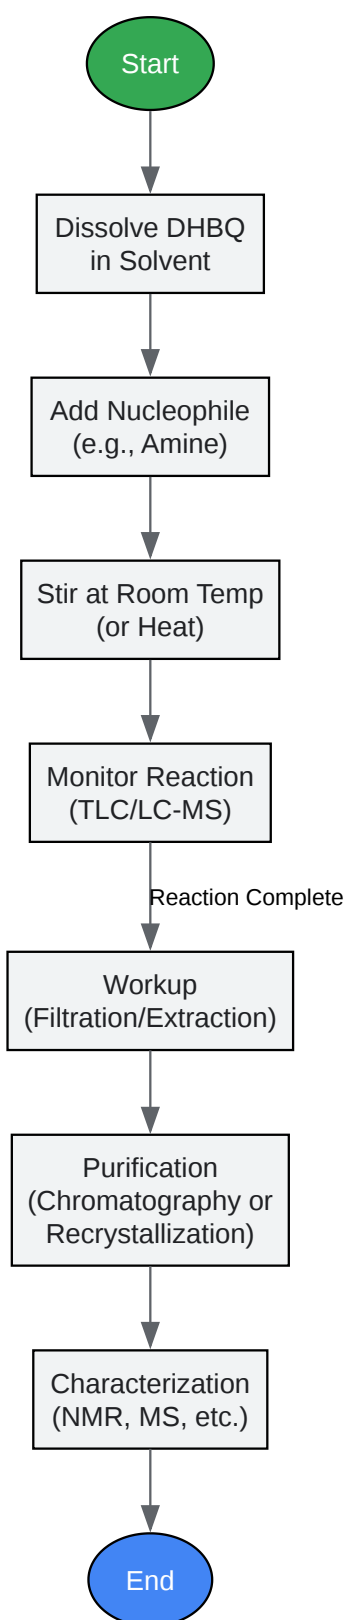 Start
Dissolve DHBQ
in Solvent
Add Nucleophile
(e.g., Amine)
Stir at Room Temp
(or Heat)
Monitor Reaction
(TLC/LC-MS)
Reaction Complete
Workup
(Filtration/Extraction)
Purification
(Chromatography or
Recrystallization)
Characterization
(NMR, MS, etc.)
End